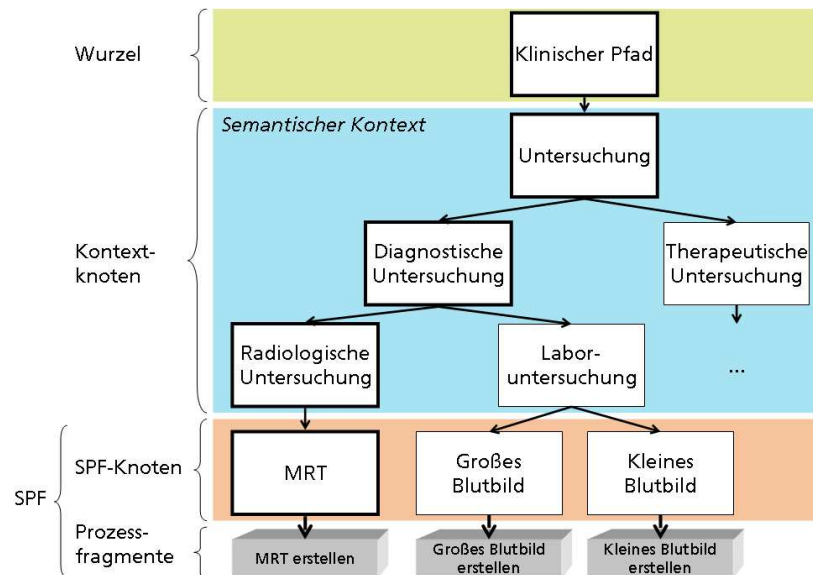 Wurzel
Klinischer Pfad
Semantischer Kontext
Untersuchung
Kontext-
knoten
Diagnostische
Untersuchung
Therapeutische
Untersuchung
Radiologische
Untersuchung
Labor-
untersuchung
...
SPF
SPF-Knoten
MRT
Großes
Blutbild
Kleines
Blutbild
Prozess-
fragmente
MRT erstellen
Großes Blutbild
erstellen
Kleines Blutbild
erstellen